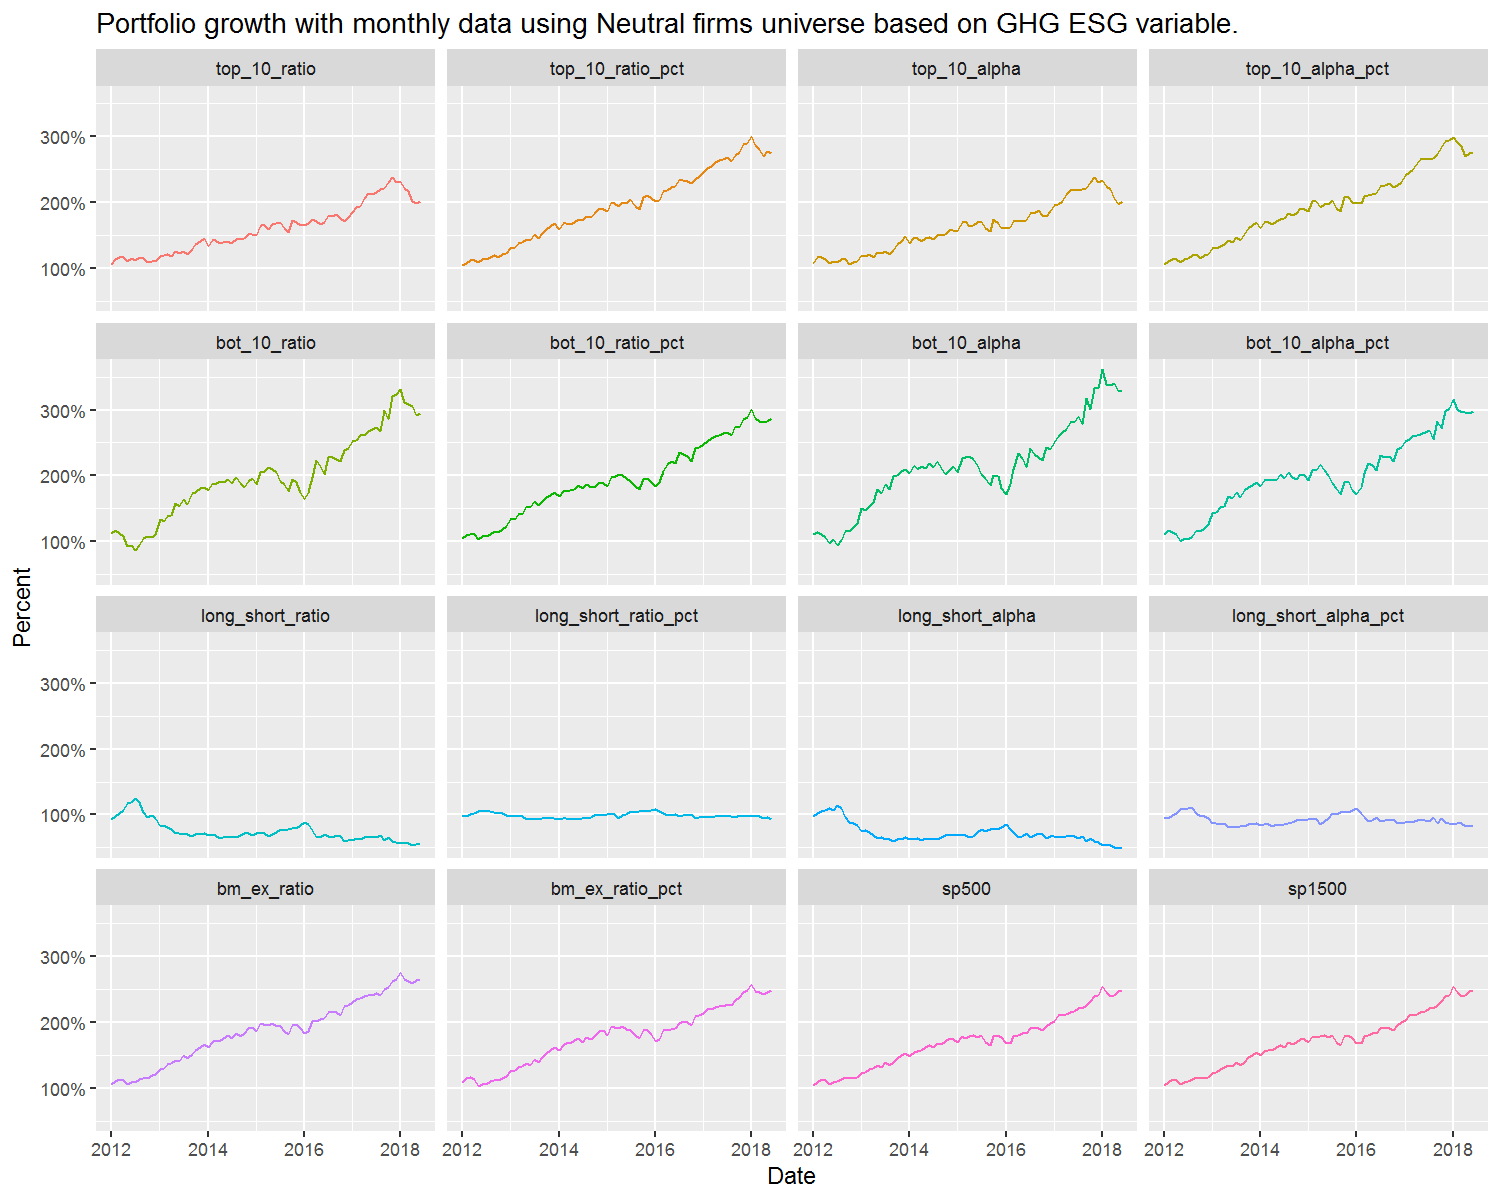 Portfolio growth with monthly data using Neutral firms universe based on GHG ESG variable.
top_10_ratio
top_10_ratio_pct
top_10_alpha
top_10_alpha_pct
300%
200%
100%
bot_10_ratio
bot_10_ratio_pct
bot_10_alpha
bot_10_alpha_pct
300%
200%
100%
long_short_ratio
long_short_ratio_pct
long_short_alpha
long_short_alpha_pct
300%
200%
100%
bm_ex_ratio
bm_ex_ratio_pct
sp500
sp1500
300%
200%
100%
Percent
2012 2014 2016 2018
2012 2014 2016 2018
2012 2014 2016 2018
2012 2014 2016 2018
Date